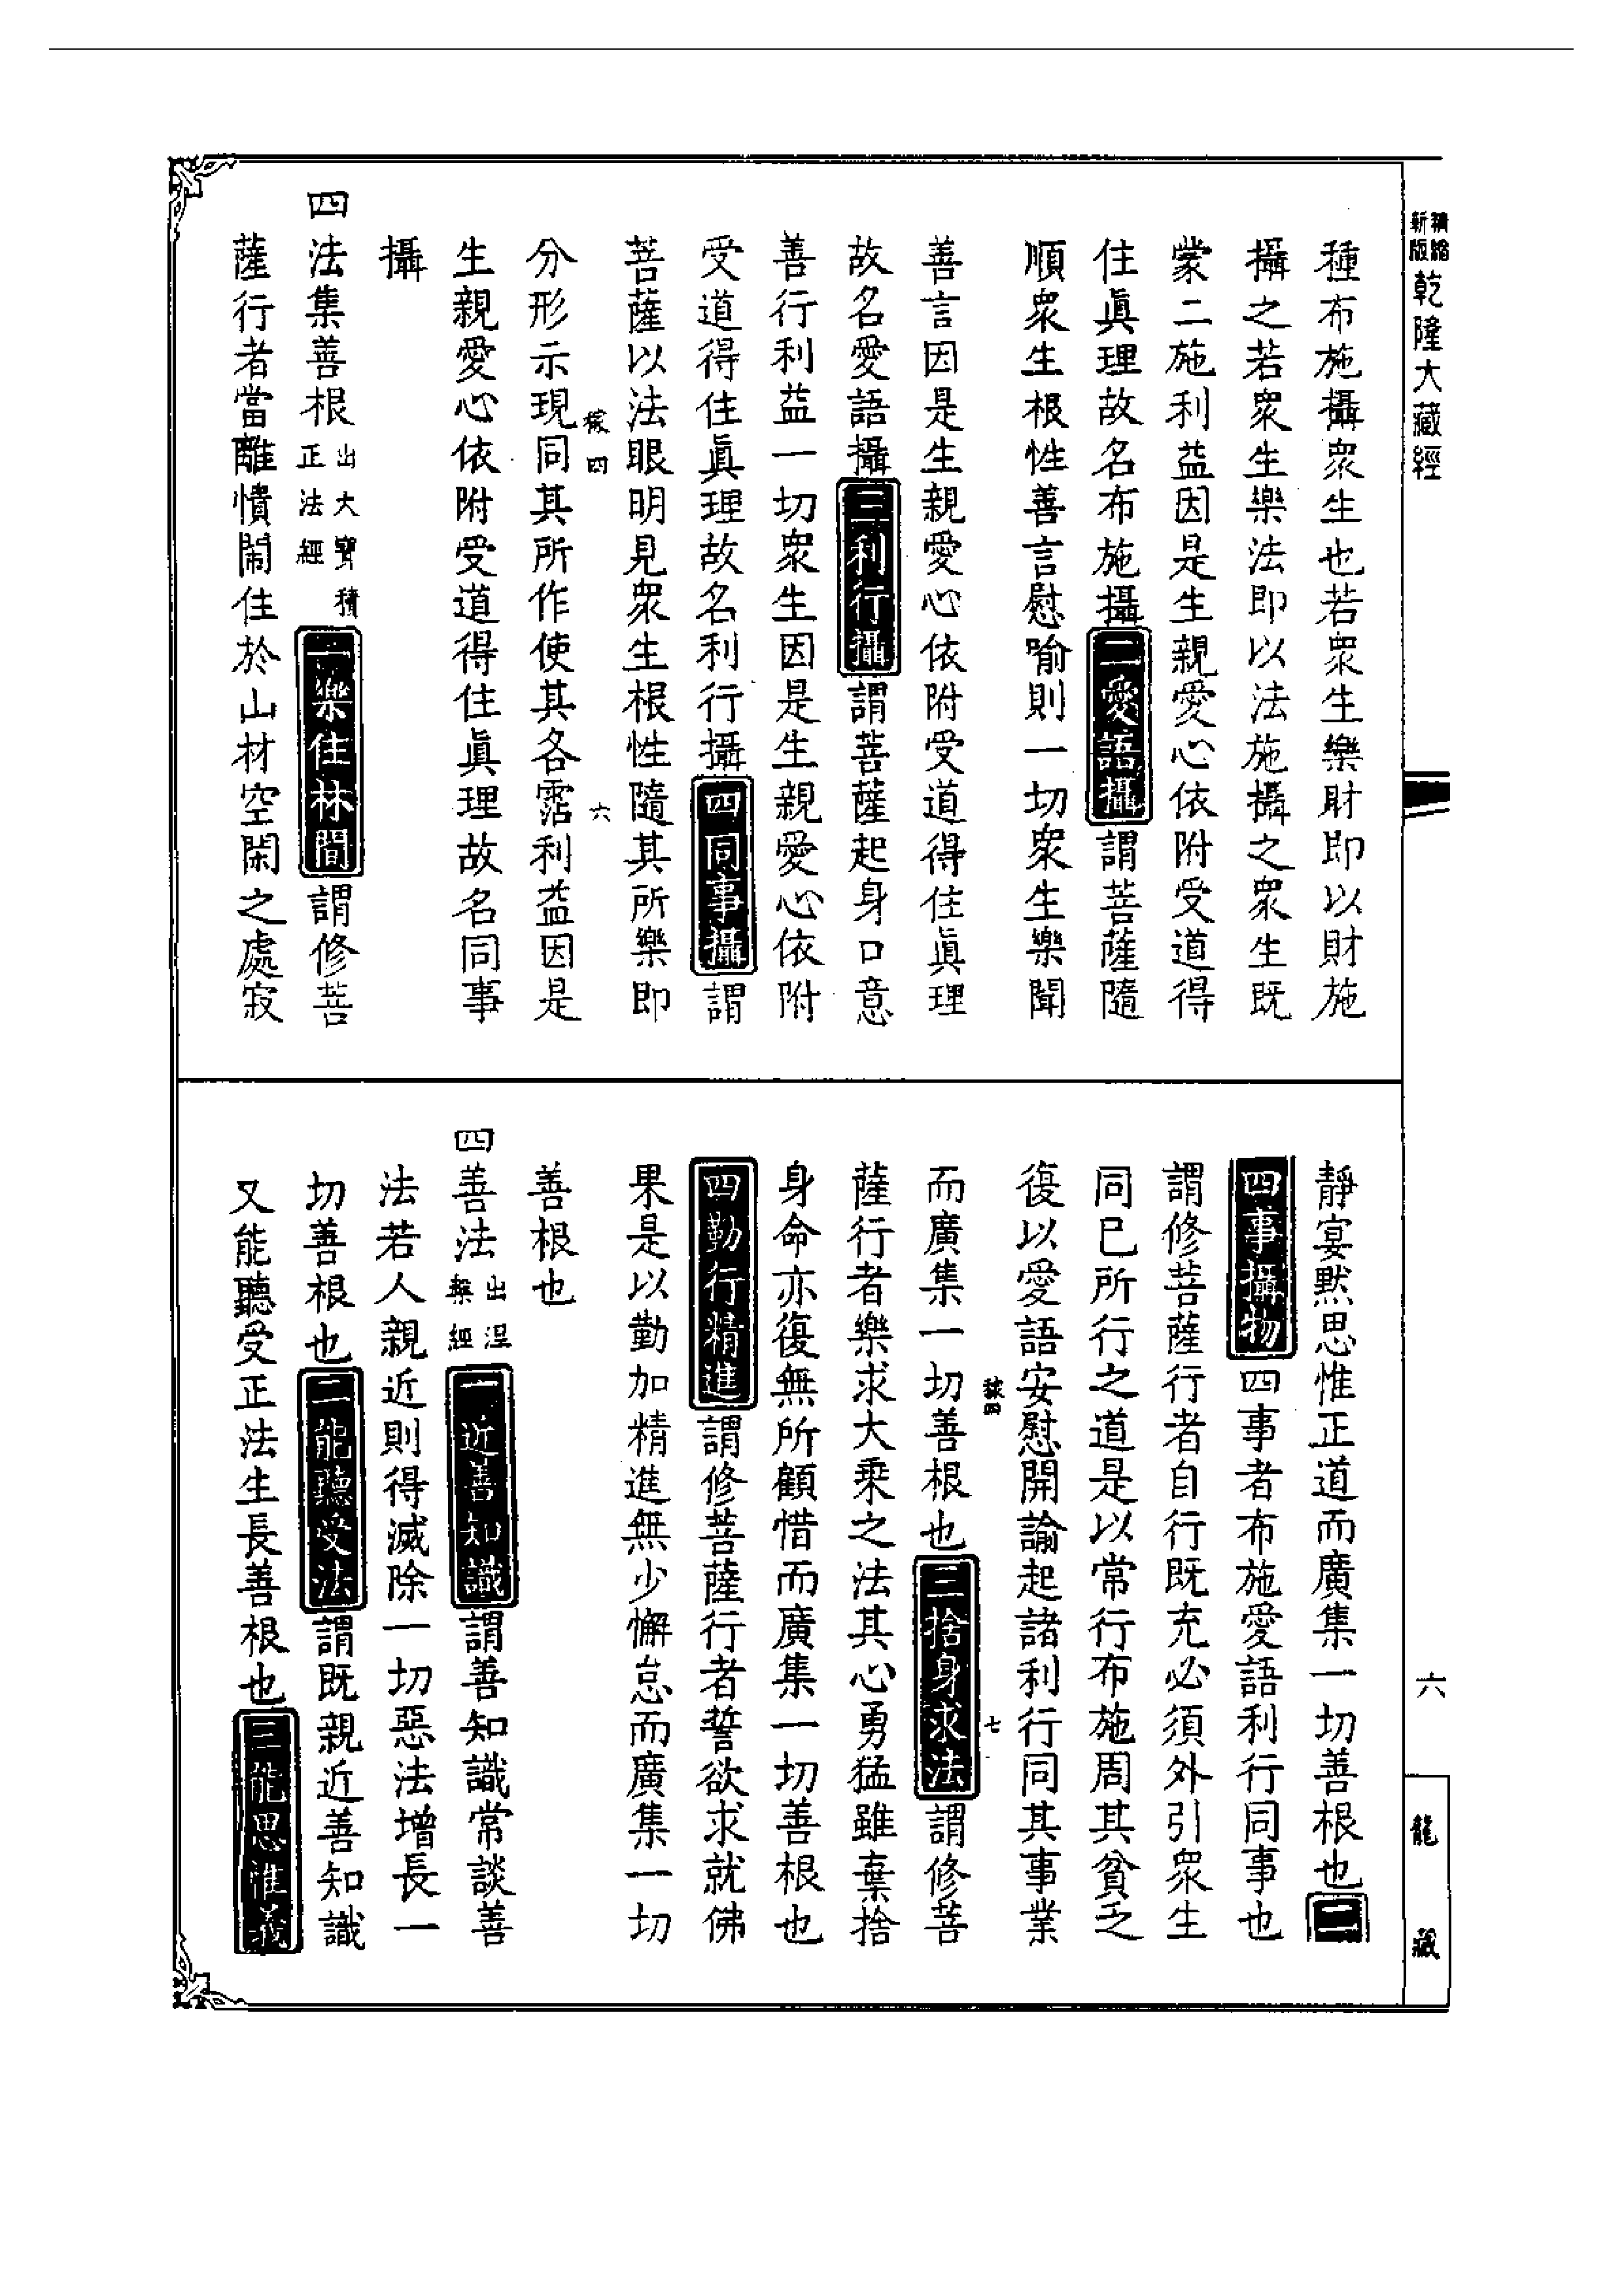 新版精縮乾隆大藏經
種布施攝衆生也若衆生樂財即以財施
攝之若衆生樂法即以法施攝之衆生既
蒙二施利益因是生親愛心依附受道得
住眞理故名布施攝二愛語攝謂菩薩隨
順衆生根性善言慰喻則一切衆生樂聞
善言因是生親愛心依附受道得住眞理
故名愛語攝三利行攝謂菩薩起身口意
善行利益一切衆生因是生親愛心依附
受道得住眞理故名利行攝四同事攝謂
菩薩以法眼明見衆生根性隨其所樂即
四 六
分形示現同其所作使其各霑利益因是
生親愛心依附受道得住眞理故名同事
攝
四法集善根出大寶積正法經一樂住林間謂修菩
薩行者當離憒閙住於山材空閑之處寂
靜宴默思惟正道而廣集一切善根也二
四事攝物四事者布施愛語利行同事也
謂修菩薩行者自行既充必須外引衆生
同已所行之道是以常行布施周其貧乏
復以愛語安慰開諭起諸利行同其事業
四 七
而廣集一切善根也三捨身求法謂修菩
薩行者樂求大乗之法其心勇猛雖棄捨
身命亦復無所顧惜而廣集一切善根也
四勤行精進謂修菩薩行者誓欲求就佛
果是以勤加精進無少懈怠而廣集一切
善根也
四善法出涅槃經一近善知識謂善知識常談善
法若人親近則得滅除一切惡法增長一
切善根也二能聽受法謂既親近善知識
又能聽受正法生長善根也三能思惟義
六
龍藏